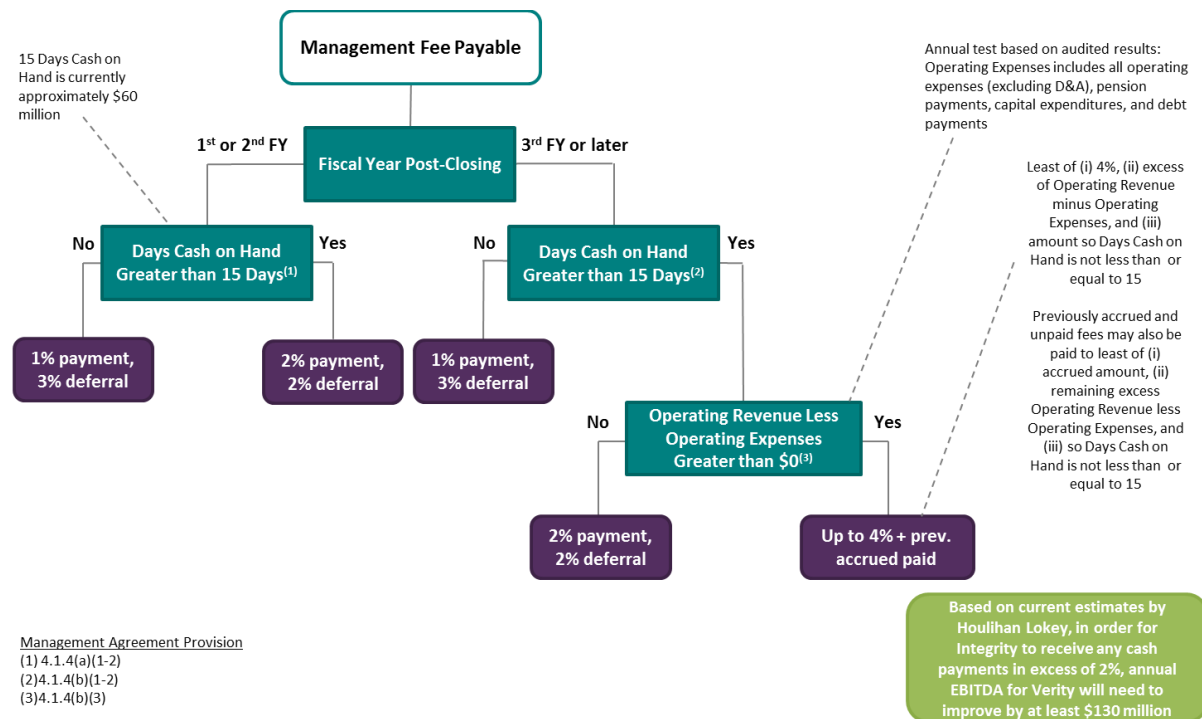 Management Fee Payable
15 Days Cash on
Hand is currently
approximately $60
million
Annual test based on audited results:
Operating Expenses includes all operating
expenses (excluding D&A), pension
payments, capital expenditures, and debt
payments
1st or 2nd FY
Fiscal Year Post-Closing
3rd FY or later
Least of (i) 4%, (ii) excess
of Operating Revenue
minus Operating
Expenses, and (iii)
amount so Days Cash on
Hand is not less than or
equal to 15
No
Days Cash on Hand
Greater than 15 Days(1)
Yes
No
Days Cash on Hand
Greater than 15 Days(2)
Yes
1% payment,
3% deferral
2% payment,
2% deferral
1% payment,
3% deferral
Previously accrued and
unpaid fees may also be
paid to least of (i)
accrued amount, (ii)
remaining excess
Operating Revenue less
Operating Expenses, and
(iii) so Days Cash on
Hand is not less than or
equal to 15
No
Operating Revenue Less
Operating Expenses
Greater than $0(3)
Yes
2% payment,
2% deferral
Up to 4% + prev.
accrued paid
Based on current estimates by
Houlihan Lokey, in order for
Integrity to receive any cash
payments in excess of 2%, annual
EBITDA for Verity will need to
improve by at least $130 million
Management Agreement Provision
(1) 4.1.4(a)(1-2)
(2)4.1.4(b)(1-2)
(3)4.1.4(b)(3)